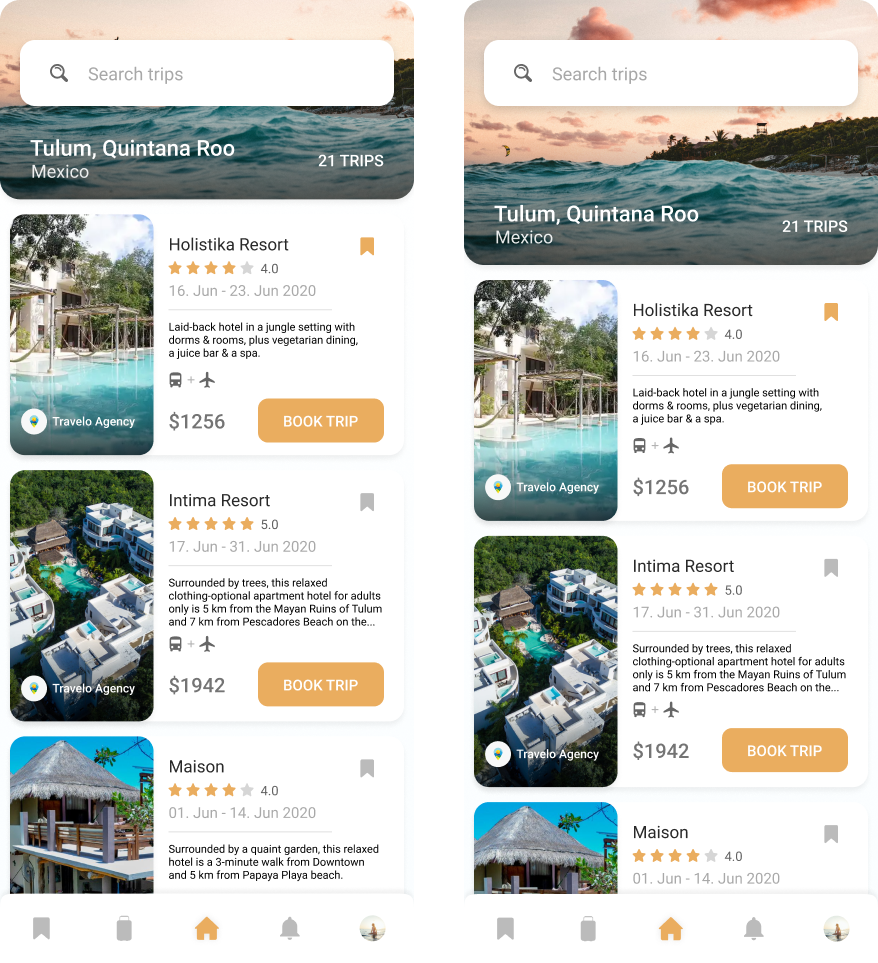 Search trips
Tulum, Quintana Roo
Mexico
21 TRIPS
Holistika Resort
4.0
16. Jun - 23. Jun 2020
Laid-back hotel in a jungle setting with
dorms & rooms, plus vegetarian dining,
a juice bar & a spa.
+
Travelo Agency
$1256
BOOK TRIP
Intima Resort
5.0
17. Jun - 31. Jun 2020
Surrounded by trees, this relaxed
clothing-optional apartment hotel for adults
only is 5 km from the Mayan Ruins of Tulum
and 7 km from Pescadores Beach on the...
+
Travelo Agency
$1942
BOOK TRIP
Maison
4.0
01. Jun - 14. Jun 2020
Surrounded by a quaint garden, this relaxed
hotel is a 3-minute walk from Downtown
and 5 km from Papaya Playa beach.
Search trips
Tulum, Quintana Roo
Mexico
21 TRIPS
Holistika Resort
4.0
16. Jun - 23. Jun 2020
Laid-back hotel in a jungle setting with
dorms & rooms, plus vegetarian dining,
a juice bar & a spa.
+
Travelo Agency
$1256
BOOK TRIP
Intima Resort
5.0
17. Jun - 31. Jun 2020
Surrounded by trees, this relaxed
clothing-optional apartment hotel for adults
only is 5 km from the Mayan Ruins of Tulum
and 7 km from Pescadores Beach on the...
+
Travelo Agency
$1942
BOOK TRIP
Maison
4.0
01. Jun - 14. Jun 2020